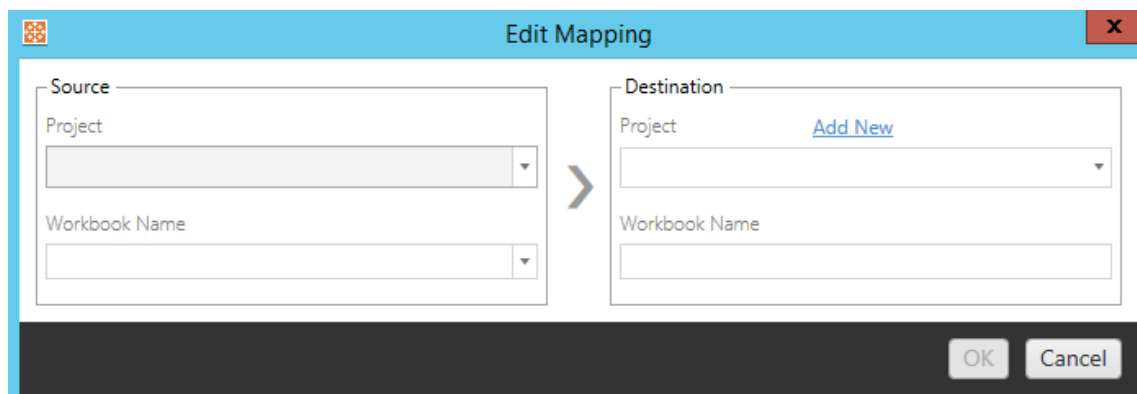 Edit Mapping
x
Source
Project
Workbook Name
Destination
Project Add New
Workbook Name
OK Cancel